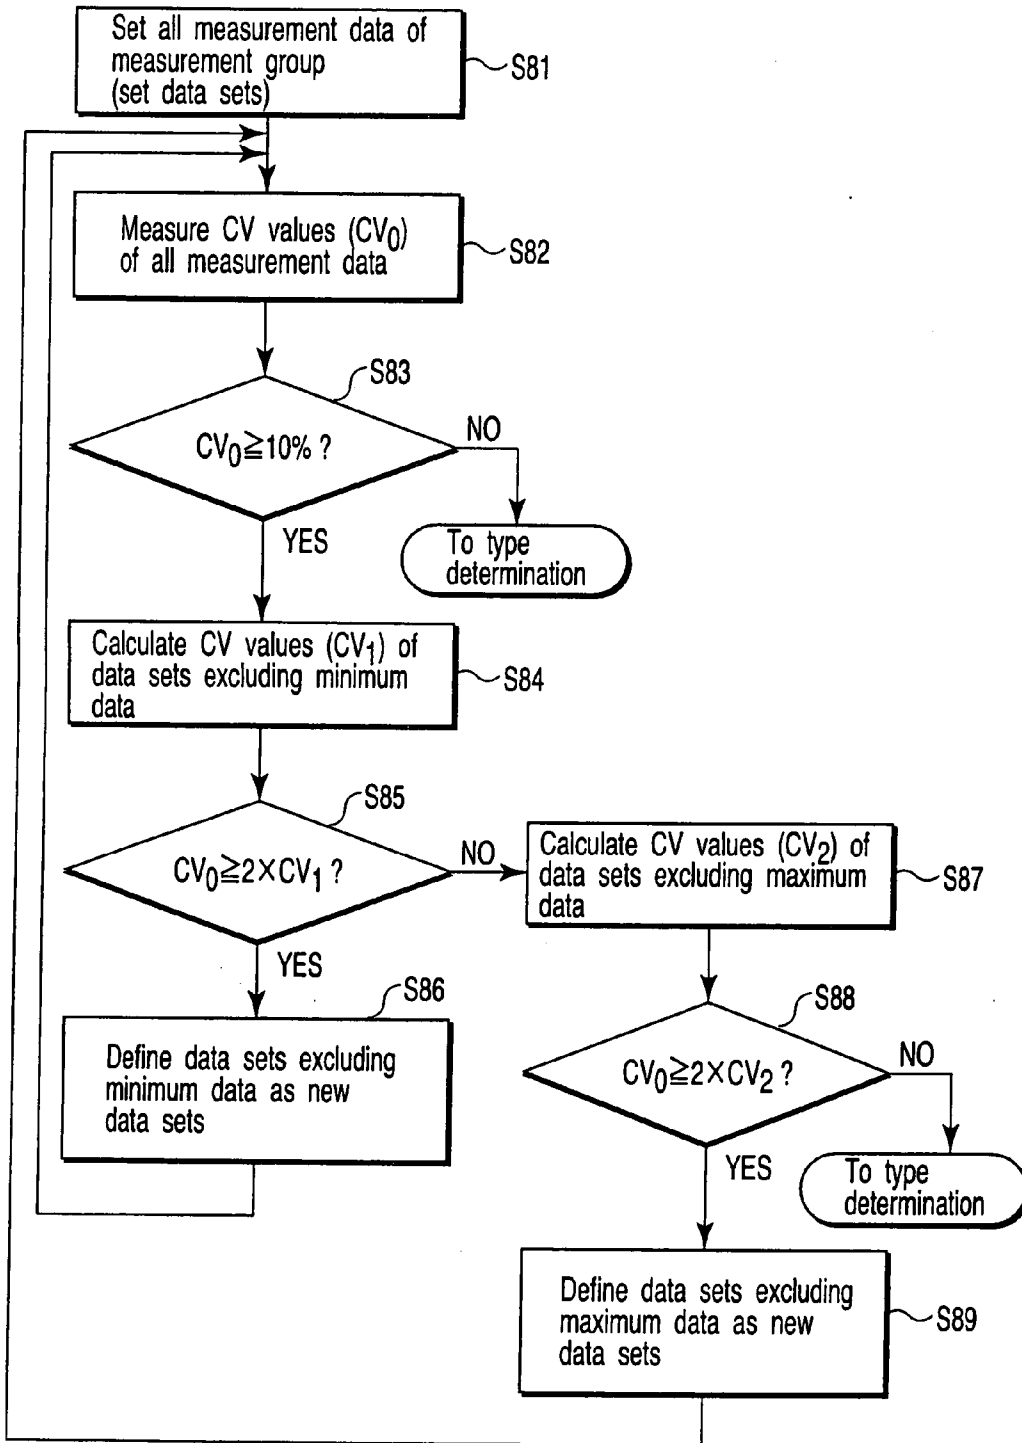 Set all measurement data of
measurement group
(set data sets)
S81
Measure CV values (CV0)
of all measurement data
S82
S83
CV0≧10% ?
NO
YES
To type
determination
Calculate CV values (CV1) of
data sets excluding minimum
data
S84
S85
CV0≧2×CV1 ?
NO
YES
Calculate CV values (CV2) of
data sets excluding maximum
data
S87
S86
Define data sets excluding
minimum data as new
data sets
S88
CV0≧2×CV2 ?
NO
YES
To type
determination
Define data sets excluding
maximum data as new
data sets
S89